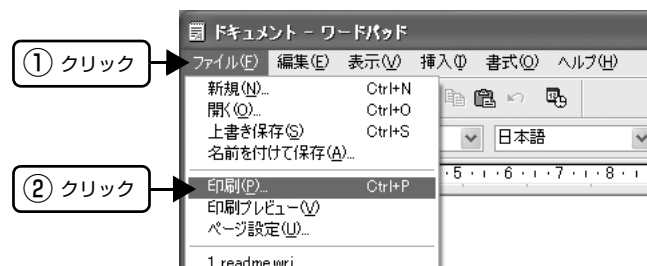 ドキュメント - ワードパッド
① クリック
ファイル(F) 編集(E) 表示(V) 挿入(I) 書式(O) ヘルプ(H)
新規(N)... Ctrl+N
開く(O)... Ctrl+O
上書き保存(S) Ctrl+S
日本語
名前を付けて保存(A)...
・5・ı・6・ı・7・ı・8・ı
② クリック
印刷(P)... Ctrl+P
印刷プレビュー(V)
ページ設定(U)...
1 readme.wri